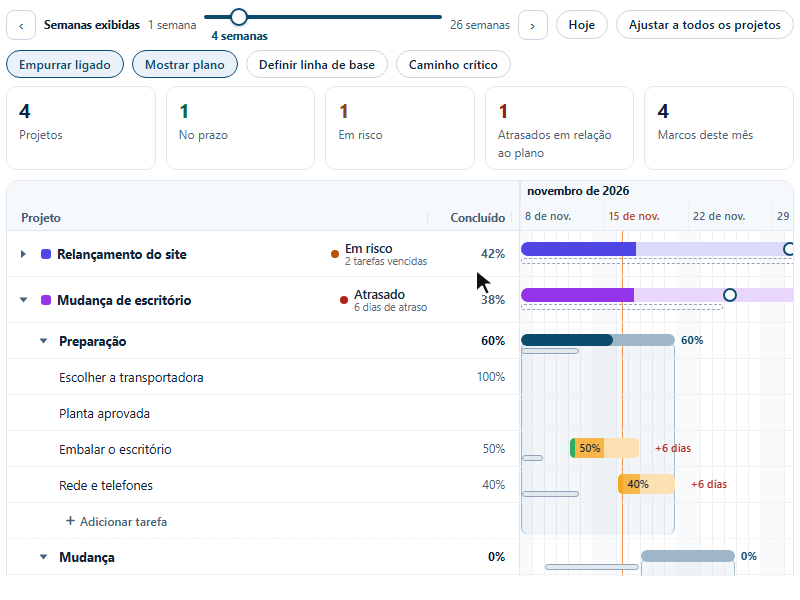 ‹ Semanas exibidas 1 semana 4 semanas 26 semanas › Hoje Ajustar a todos os projetos
Empurrar ligado Mostrar plano Definir linha de base Caminho crítico
4
Projetos
1
No prazo
1
Em risco
1
Atrasados em relação
ao plano
4
Marcos deste mês
novembro de 2026
Projeto Concluído 8 de nov. 15 de nov. 22 de nov. 29
Relançamento do site Em risco 42%
2 tarefas vencidas
Mudança de escritório Atrasado 38%
6 dias de atraso
Preparação 60% 60%
Escolher a transportadora 100%
Planta aprovada
Embalar o escritório 50% 50% +6 dias
Rede e telefones 40% 40% +6 dias
+ Adicionar tarefa
Mudança 0% 0%